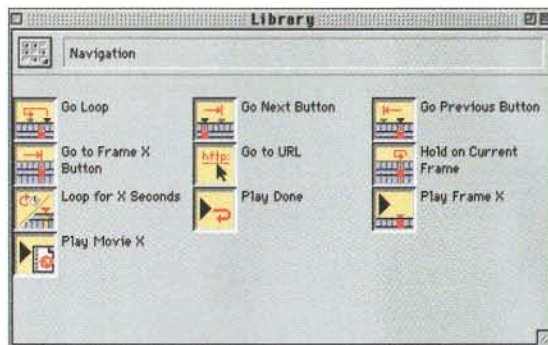 Library
Navigation
Go Loop
Go Next Button
Go Previous Button
Go to Frame X
Button
http:
Go to URL
Hold on Current
Frame
Loop for X Seconds
Play Done
Play Frame X
Play Movie X